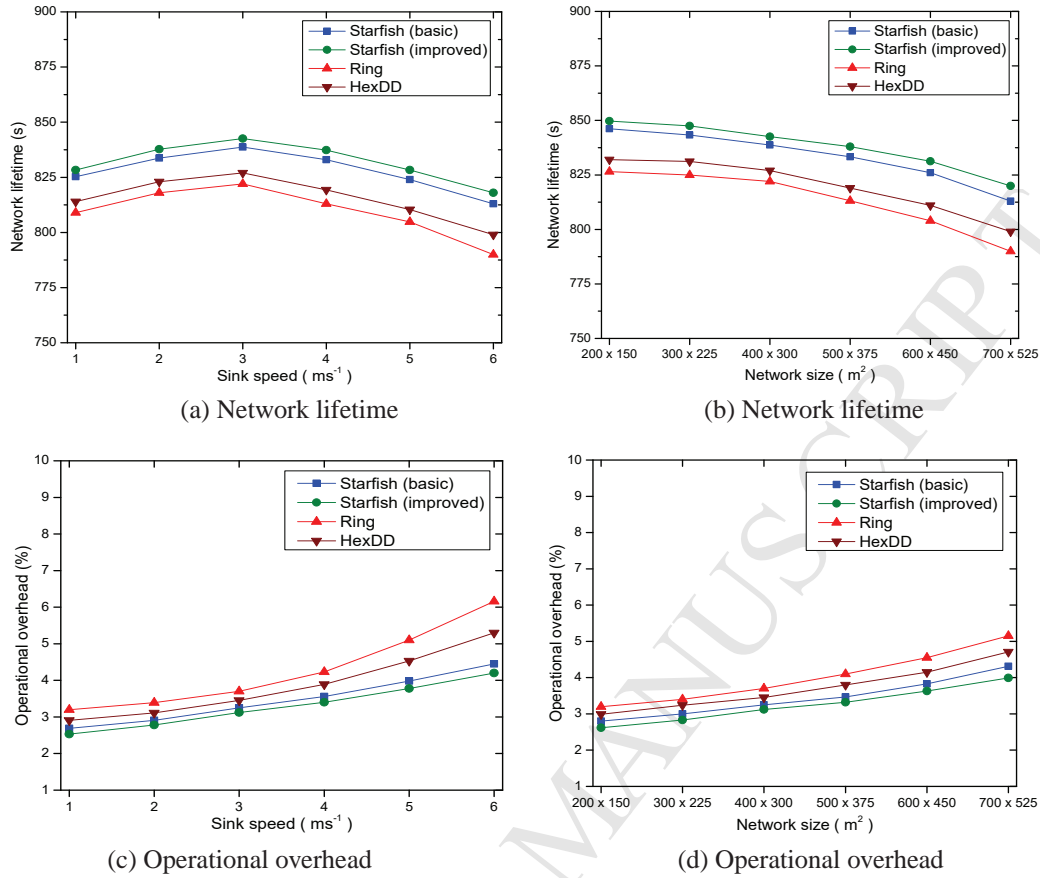 900
875
850
825
800
775
750
Network lifetime (s)
Starfish (basic)
Starfish (improved)
Ring
HexDD
1 2 3 4 5 6
Sink speed ( ms⁻¹ )
(a) Network lifetime
900
875
850
825
800
775
750
Network lifetime (s)
Starfish (basic)
Starfish (improved)
Ring
HexDD
200 x 150 300 x 225 400 x 300 500 x 375 600 x 450 700 x 525
Network size ( m² )
(b) Network lifetime
10
9
8
7
6
5
4
3
2
1
Operational overhead (%)
Starfish (basic)
Starfish (improved)
Ring
HexDD
1 2 3 4 5 6
Sink speed ( ms⁻¹ )
(c) Operational overhead
10
9
8
7
6
5
4
3
2
1
Operational overhead (%)
Starfish (basic)
Starfish (improved)
Ring
HexDD
200 x 150 300 x 225 400 x 300 500 x 375 600 x 450 700 x 525
Network size ( m² )
(d) Operational overhead
MANUSCRIPT